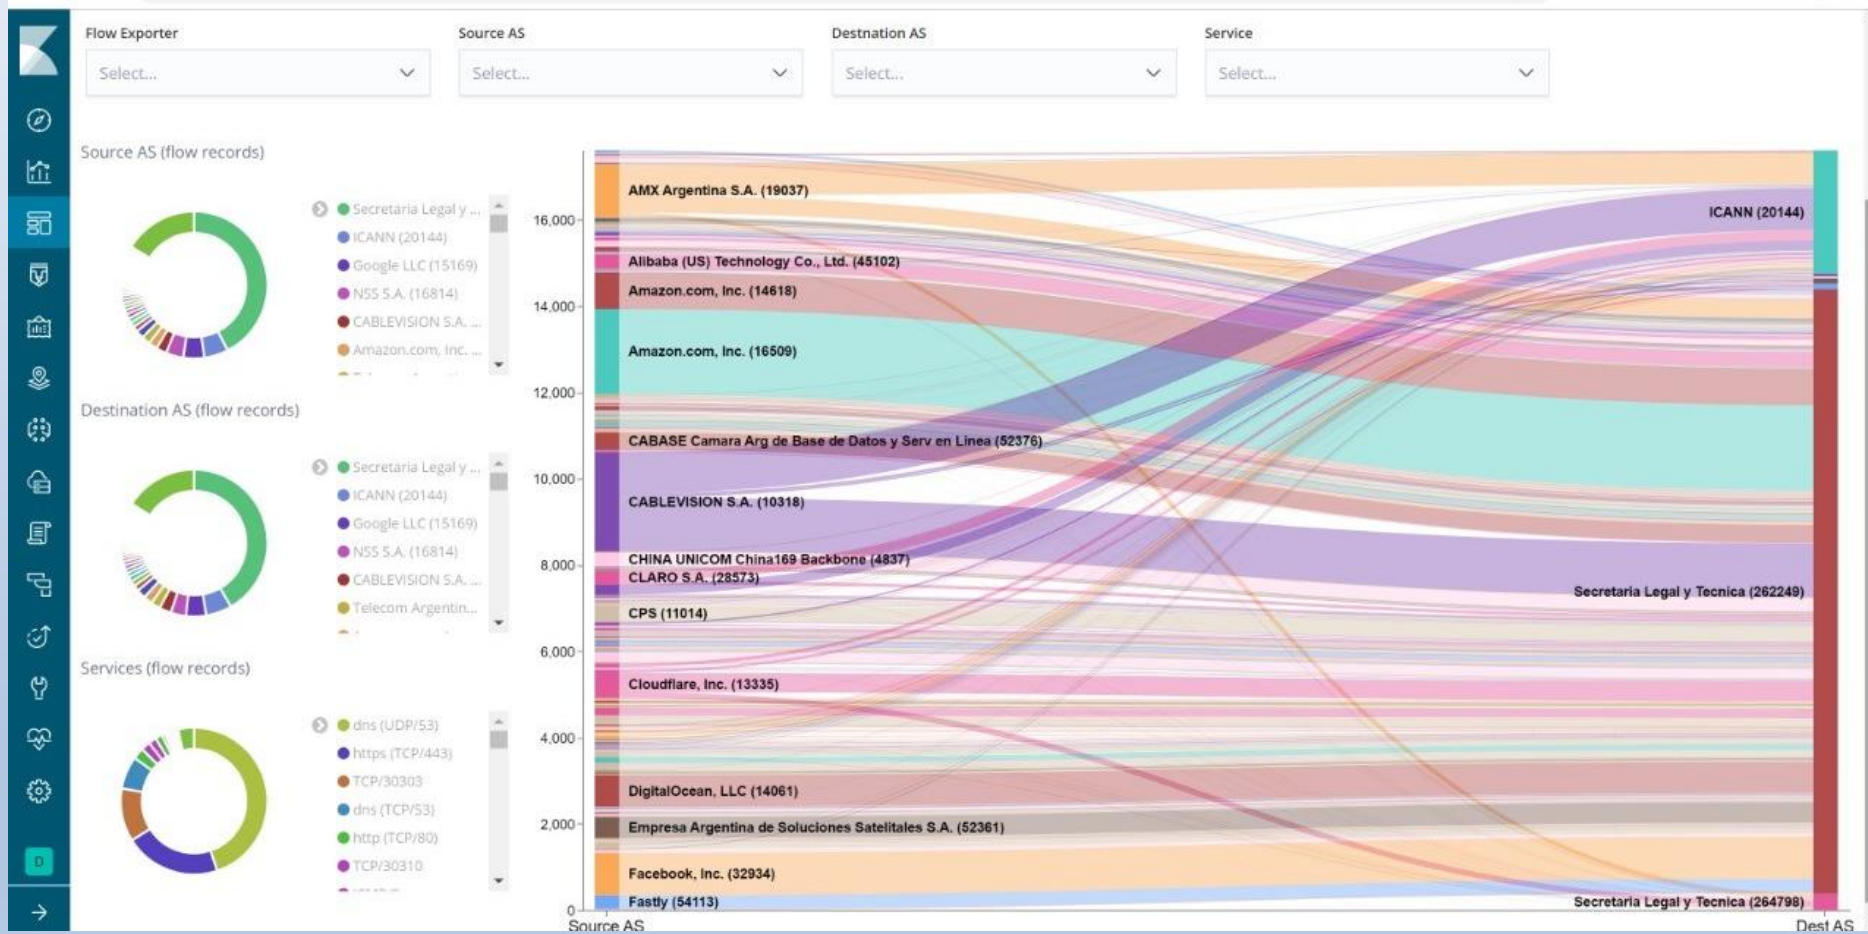 Flow Exporter
Source AS
Destnation AS
Service
Select...
Select...
Select...
Select...
Source AS (flow records)
Secretaria Legal y ...
ICANN (20144)
Google LLC (15169)
NSS S.A. (16814)
CABLEVISION S.A. ...
Amazon.com, Inc. ...
Destination AS (flow records)
Secretaria Legal y ...
ICANN (20144)
Google LLC (15169)
NSS S.A. (16814)
CABLEVISION S.A. ...
Telecom Argentin...
Services (flow records)
dns (UDP/53)
https (TCP/443)
TCP/30303
dns (TCP/53)
http (TCP/80)
TCP/30310
D
16,000
14,000
12,000
10,000
8,000
6,000
4,000
2,000
0
AMX Argentina S.A. (19037)
Alibaba (US) Technology Co., Ltd. (45102)
Amazon.com, Inc. (14618)
Amazon.com, Inc. (16509)
CABASE Camara Arg de Base de Datos y Serv en Linea (52376)
CABLEVISION S.A. (10318)
CHINA UNICOM China169 Backbone (4837)
CLARO S.A. (28573)
CPS (11014)
Cloudflare, Inc. (13335)
DigitalOcean, LLC (14061)
Empresa Argentina de Soluciones Satelitales S.A. (52361)
Facebook, Inc. (32934)
Fastly (54113)
ICANN (20144)
Secretaria Legal y Tecnica (262249)
Secretaria Legal y Tecnica (264798)
Source AS
Dest AS